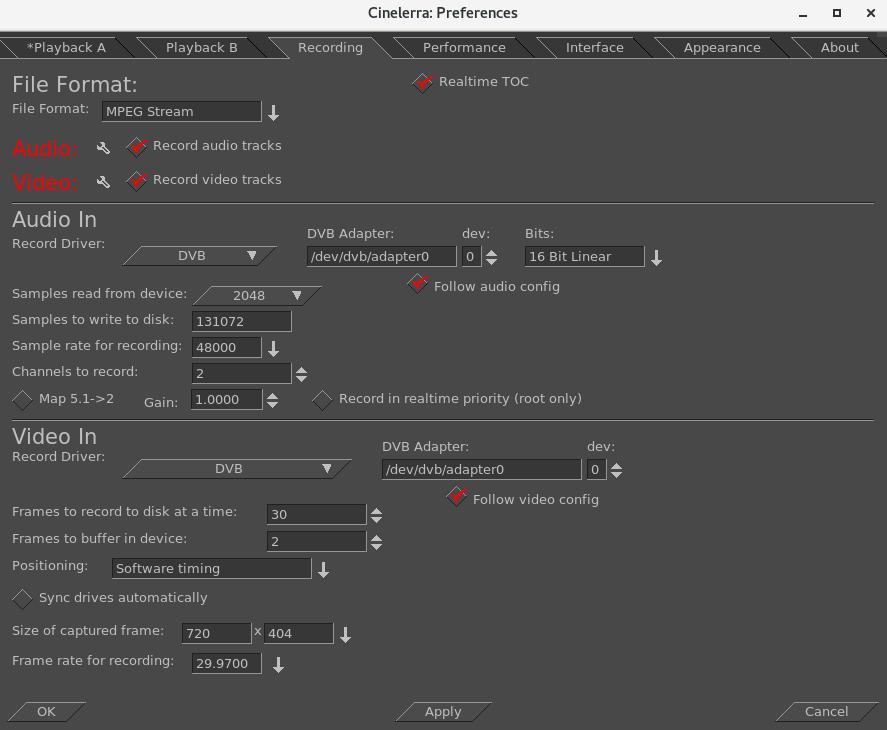 Cinelerra: Preferences
*Playback A Playback B Recording Performance Interface Appearance About
File Format:
Realtime TOC
File Format: MPEG Stream
Audio: Record audio tracks
Video: Record video tracks
Audio In
DVB Adapter: dev: Bits:
Record Driver: DVB /dev/dvb/adapter0 0 16 Bit Linear
Follow audio config
Samples read from device: 2048
Samples to write to disk: 131072
Sample rate for recording: 48000
Channels to record: 2
Map 5.1->2 Gain: 1.0000 Record in realtime priority (root only)
Video In
DVB Adapter: dev:
Record Driver: DVB /dev/dvb/adapter0 0
Follow video config
Frames to record to disk at a time: 30
Frames to buffer in device: 2
Positioning: Software timing
Sync drives automatically
Size of captured frame: 720 x 404
Frame rate for recording: 29.9700
OK Apply Cancel